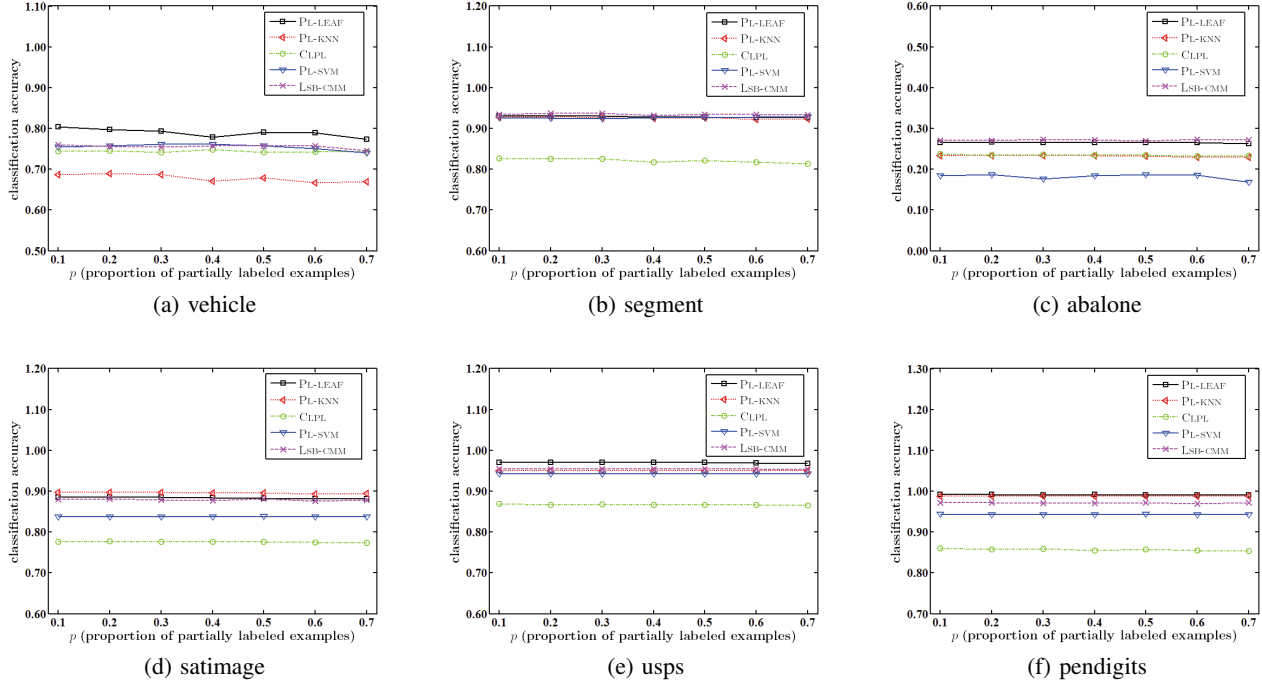 1.10
1.00
0.90
0.80
0.70
0.60
0.50
classification accuracy
PL-LEAF
PL-KNN
CLPL
PL-SVM
LSB-CMM
0.1 0.2 0.3 0.4 0.5 0.6 0.7
p (proportion of partially labeled examples)
(a) vehicle
1.20
1.10
1.00
0.90
0.80
0.70
0.60
classification accuracy
PL-LEAF
PL-KNN
CLPL
PL-SVM
LSB-CMM
0.1 0.2 0.3 0.4 0.5 0.6 0.7
p (proportion of partially labeled examples)
(b) segment
0.60
0.50
0.40
0.30
0.20
0.10
0.00
classification accuracy
PL-LEAF
PL-KNN
CLPL
PL-SVM
LSB-CMM
0.1 0.2 0.3 0.4 0.5 0.6 0.7
p (proportion of partially labeled examples)
(c) abalone
1.20
1.10
1.00
0.90
0.80
0.70
0.60
classification accuracy
PL-LEAF
PL-KNN
CLPL
PL-SVM
LSB-CMM
0.1 0.2 0.3 0.4 0.5 0.6 0.7
p (proportion of partially labeled examples)
(d) satimage
1.20
1.10
1.00
0.90
0.80
0.70
0.60
classification accuracy
PL-LEAF
PL-KNN
CLPL
PL-SVM
LSB-CMM
0.1 0.2 0.3 0.4 0.5 0.6 0.7
p (proportion of partially labeled examples)
(e) usps
1.30
1.20
1.10
1.00
0.90
0.80
0.70
classification accuracy
PL-LEAF
PL-KNN
CLPL
PL-SVM
LSB-CMM
0.1 0.2 0.3 0.4 0.5 0.6 0.7
p (proportion of partially labeled examples)
(f) pendigits